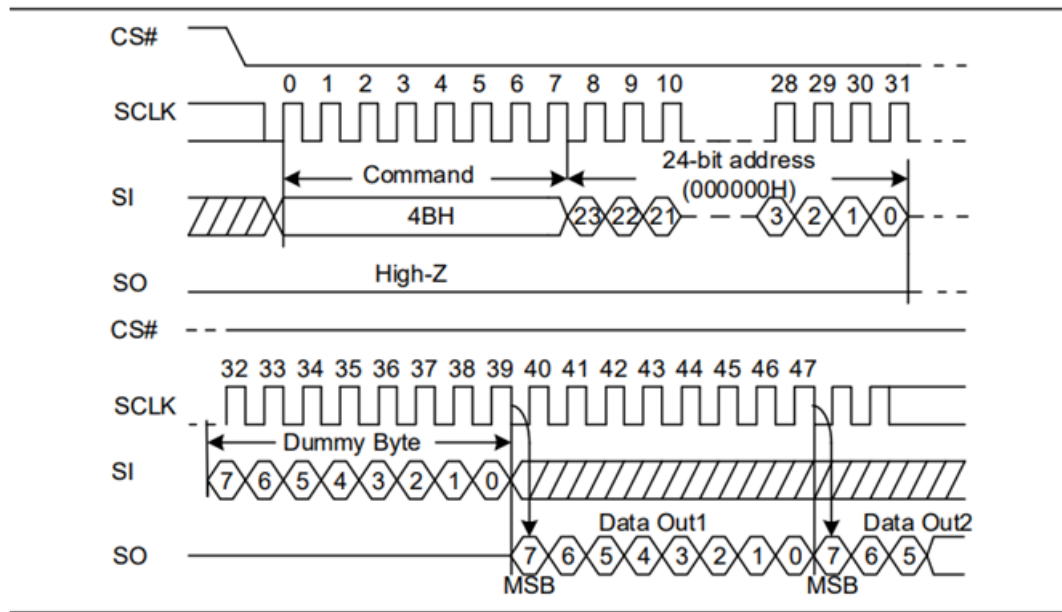 CS#
0 1 2 3 4 5 6 7 8 9 10 28 29 30 31
SCLK
Command 24-bit address
(000000H)
SI
4BH 23 22 21 3 2 1 0
High-Z
SO
CS#
32 33 34 35 36 37 38 39 40 41 42 43 44 45 46 47
SCLK
Dummy Byte
SI
7 6 5 4 3 2 1 0
Data Out1 Data Out2
SO
7 6 5 4 3 2 1 0 7 6 5
MSB MSB